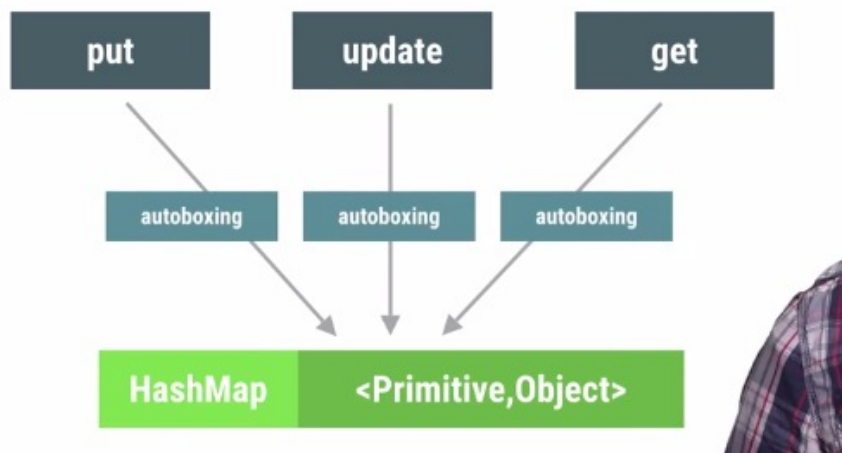 put update get
autoboxing autoboxing autoboxing
HashMap <Primitive,Object>